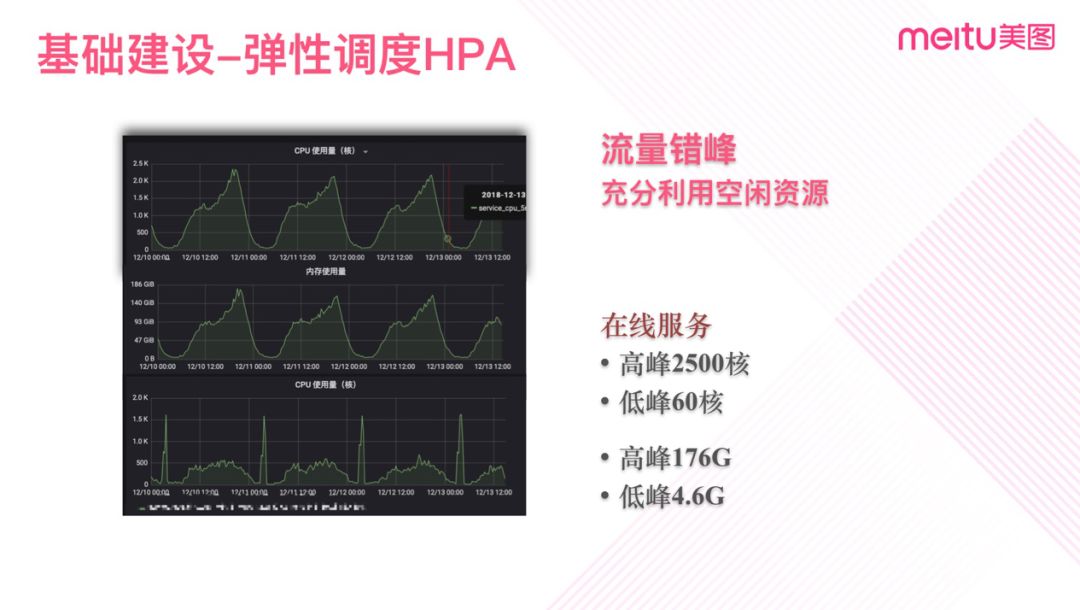 基础建设–弹性调度HPA
meitu美图
CPU 使用量（核）
2.5 K
2.0 K
1.5 K
1.0 K
500
0
2018-12-13
service_cpu_5
12/10 00:00 12/10 12:00 12/11 00:00 12/11 12:00 12/12 00:00 12/12 12:00 12/13 00:00 12/13 12:00
内存使用量
186 GiB
140 GiB
93 GiB
47 GiB
0 B
12/10 00:00 12/10 12:00 12/11 00:00 12/11 12:00 12/12 00:00 12/12 12:00 12/13 00:00 12/13 12:00
CPU 使用量（核）
2.0 K
1.5 K
1.0 K
500
0
12/10 00:00 12/10 12:00 12/11 00:00 12/11 12:00 12/12 00:00 12/12 12:00 12/13 00:00 12/13 12:00
流量错峰
充分利用空闲资源
在线服务
• 高峰2500核
• 低峰60核
• 高峰176G
• 低峰4.6G